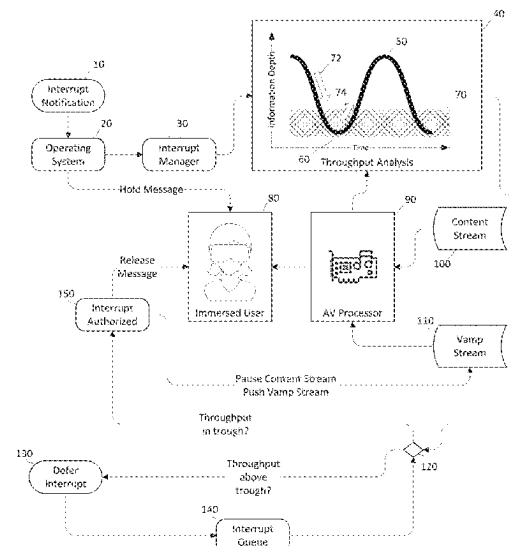 40
50
72
10
Interrupt
Notification
Information Depth
74
70
20
30
Operating
System
Interrupt
Manager
Time
60
Throughput Analysis
Hold Message
80
90
Content
Stream
Release
Message
100
150
Interrupt
Authorized
Immersed User
AV Processor
110
Vamp
Stream
Pause Content Stream
Push Vamp Stream
Throughput
in trough?
130
Defer
Interrupt
Throughput
above
trough?
120
140
Interrupt
Queue